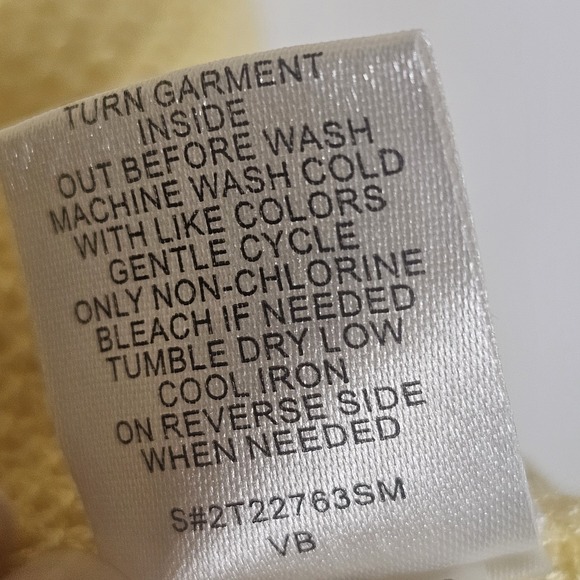 TURN GARMENT
INSIDE
OUT BEFORE WASH
MACHINE WASH COLD
WITH LIKE COLORS
GENTLE CYCLE
ONLY NON-CHLORINE
BLEACH IF NEEDED
TUMBLE DRY LOW
COOL IRON
ON REVERSE SIDE
WHEN NEEDED
S#2T22763SM
VB